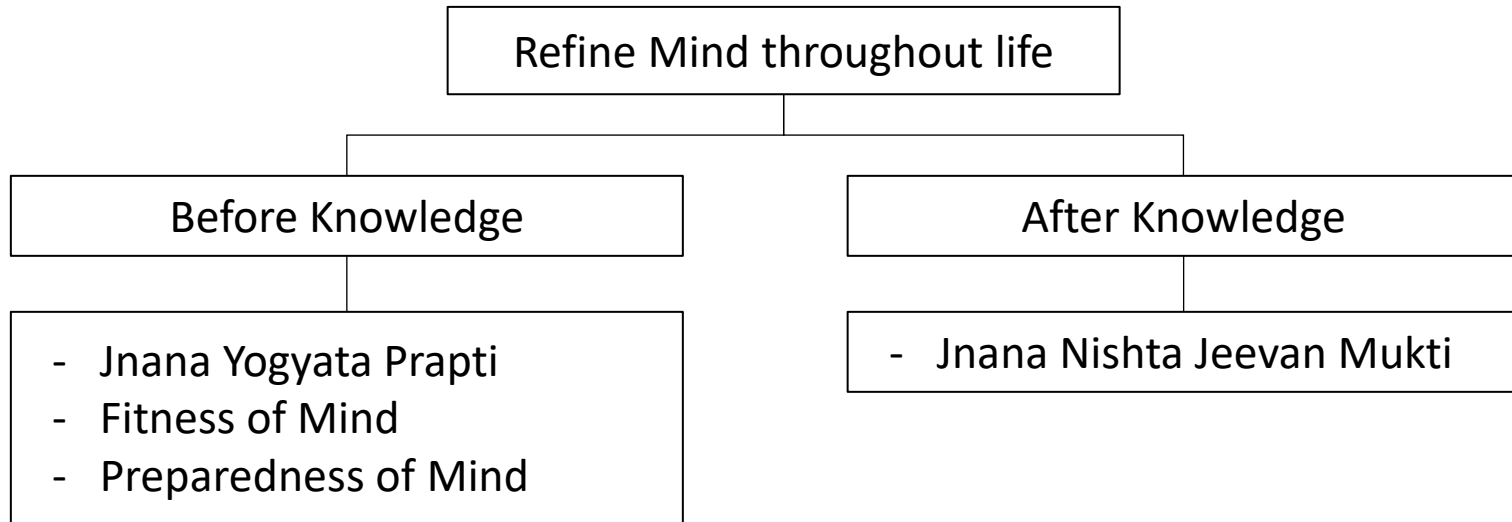 Refine Mind throughout life
Before Knowledge
After Knowledge
- Jnana Yogyata Prapti
- Fitness of Mind
- Preparedness of Mind
- Jnana Nishta Jeevan Mukti